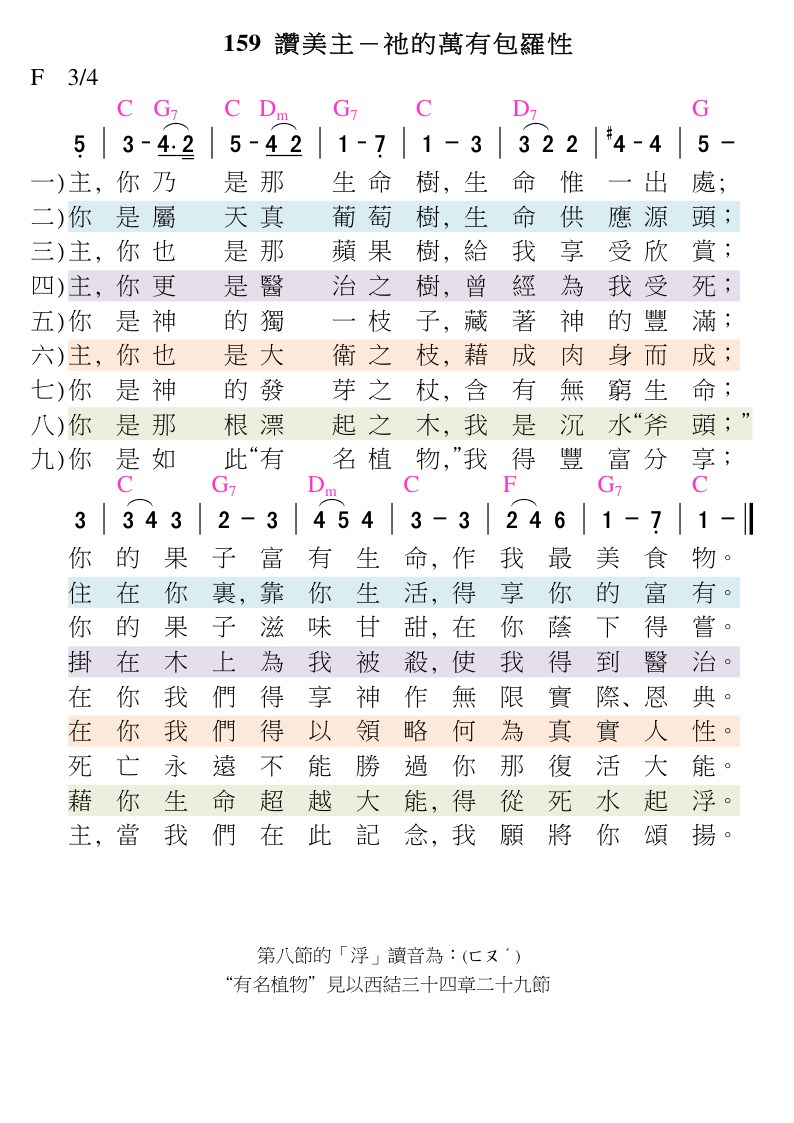 159 讚美主－祂的萬有包羅性
F 3/4
C G7 C Dm G7 C D7 G
5 | 3 - 4. 2 | 5 - 4 2 | 1 - 7 | 1 - 3 | 3 2 2 | #4 - 4 | 5 -
一)主, 你乃 是那 生命樹, 生命惟一出處;
二)你是屬 天真 葡萄樹, 生命供應源頭;
三)主, 你也 是那 蘋果樹, 給我享受欣賞;
四)主, 你更 是醫 治之樹, 曾經為我受死;
五)你是神 的獨 一枝子, 藏著神的豐滿;
六)主, 你也 是大 衛之枝, 藉成肉身而成;
七)你是神 的發 芽之杖, 含有無窮生命;
八)你是那 根漂 起之木, 我是沉水“斧頭;”
九)你是如 此“有 名植物,”我得豐富分享;
C G7 Dm C F G7 C
3 | 3 4 3 | 2 - 3 | 4 5 4 | 3 - 3 | 2 4 6 | 1 - 7 | 1 - ||
你的果子富有生命, 作我最美食物。
住在你裏, 靠你生活, 得享你的富有。
你的果子滋味甘甜, 在你蔭下得嘗。
掛在木上為我被殺, 使我得到醫治。
在你我們得享神作無限實際、恩典。
在你我們得以領略何為真實人性。
死亡永遠不能勝過你那復活大能。
藉你生命超越大能, 得從死水起浮。
主, 當我們在此記念, 我願將你頌揚。
第八節的「浮」讀音為：(ㄈㄡˊ)
“有名植物”見以西結三十四章二十九節